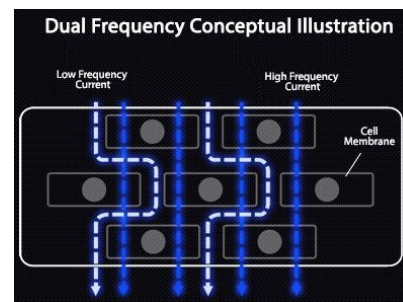 Dual Frequency Conceptual Illustration
Low Frequency
Current
High Frequency
Current
Cell
Membrane